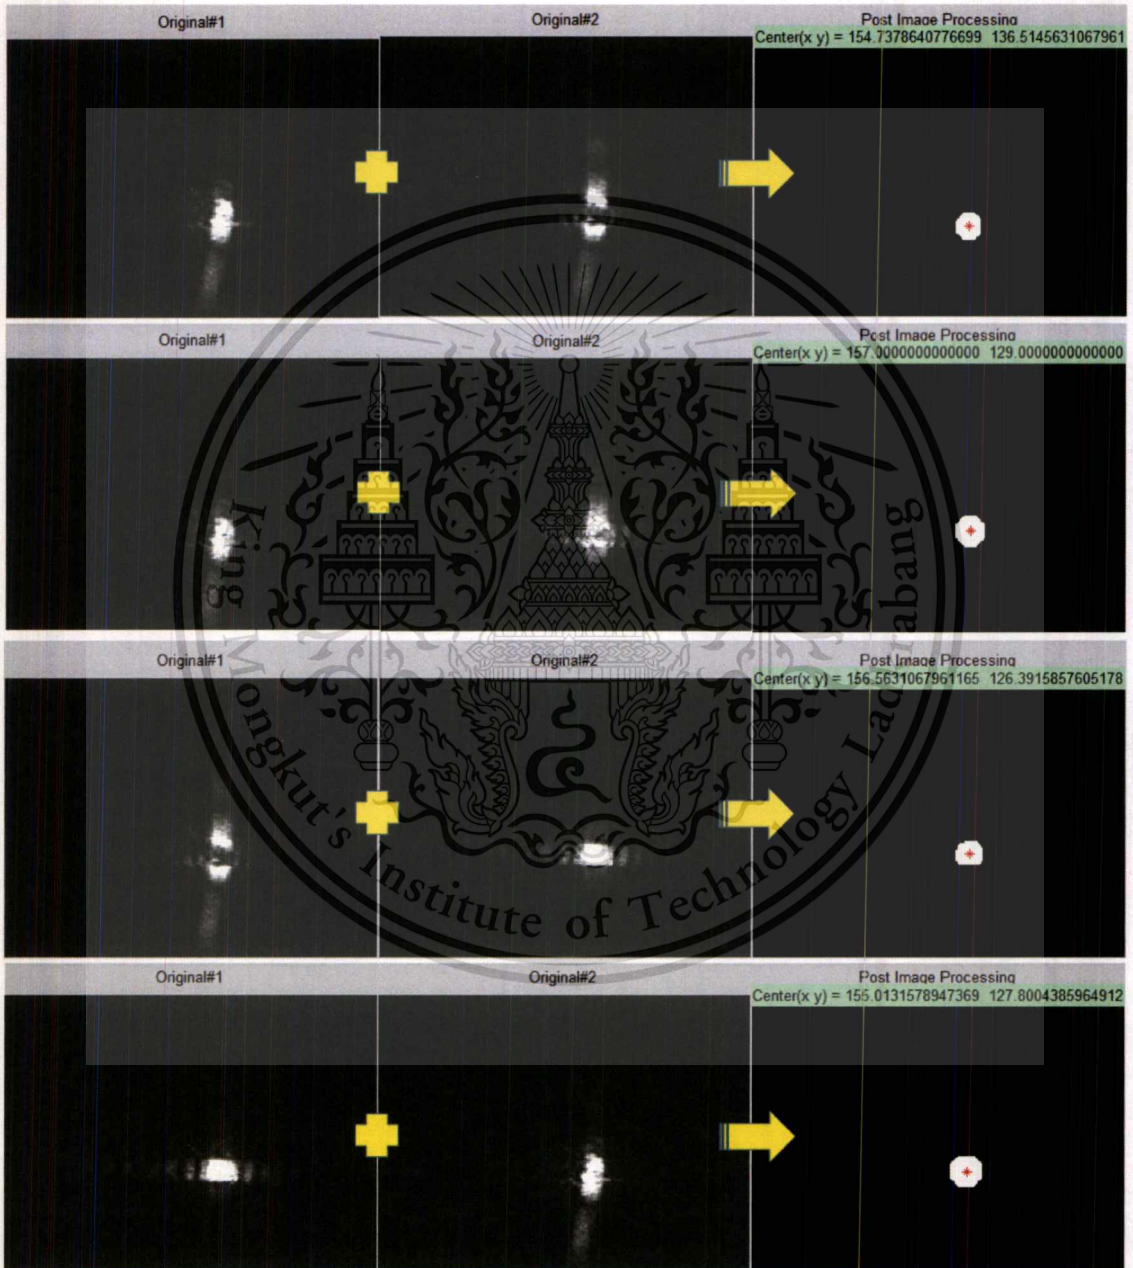 Original#1
Original#2
Post Image Processing
Center(x y) = 154.7378640776699 136.5145631067961
Original#1
Original#2
Post Image Processing
Center(x y) = 157.0000000000000 129.0000000000000
Original#1
Original#2
Post Image Processing
Center(x y) = 156.5631067961165 126.3915857605178
Original#1
Original#2
Post Image Processing
Center(x y) = 155.0131578947369 127.8004385964912
King Mongkut's Institute of Technology Ladkrabang